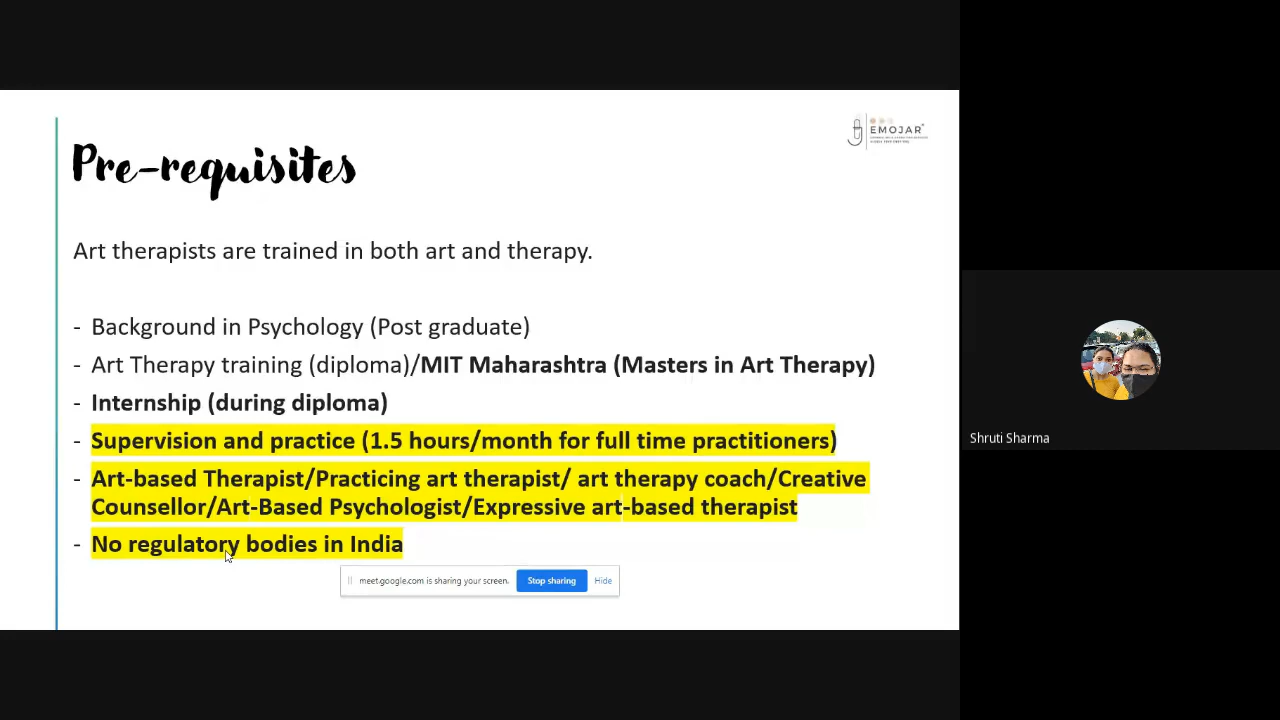 EMOJAR
Pre-requisites
Art therapists are trained in both art and therapy.
- Background in Psychology (Post graduate)
- Art Therapy training (diploma)/MIT Maharashtra (Masters in Art Therapy)
- Internship (during diploma)
- Supervision and practice (1.5 hours/month for full time practitioners)
- Art-based Therapist/Practicing art therapist/ art therapy coach/Creative
Counsellor/Art-Based Psychologist/Expressive art-based therapist
- No regulatory bodies in India
meet.google.com is sharing your screen. Stop sharing Hide
Shruti Sharma